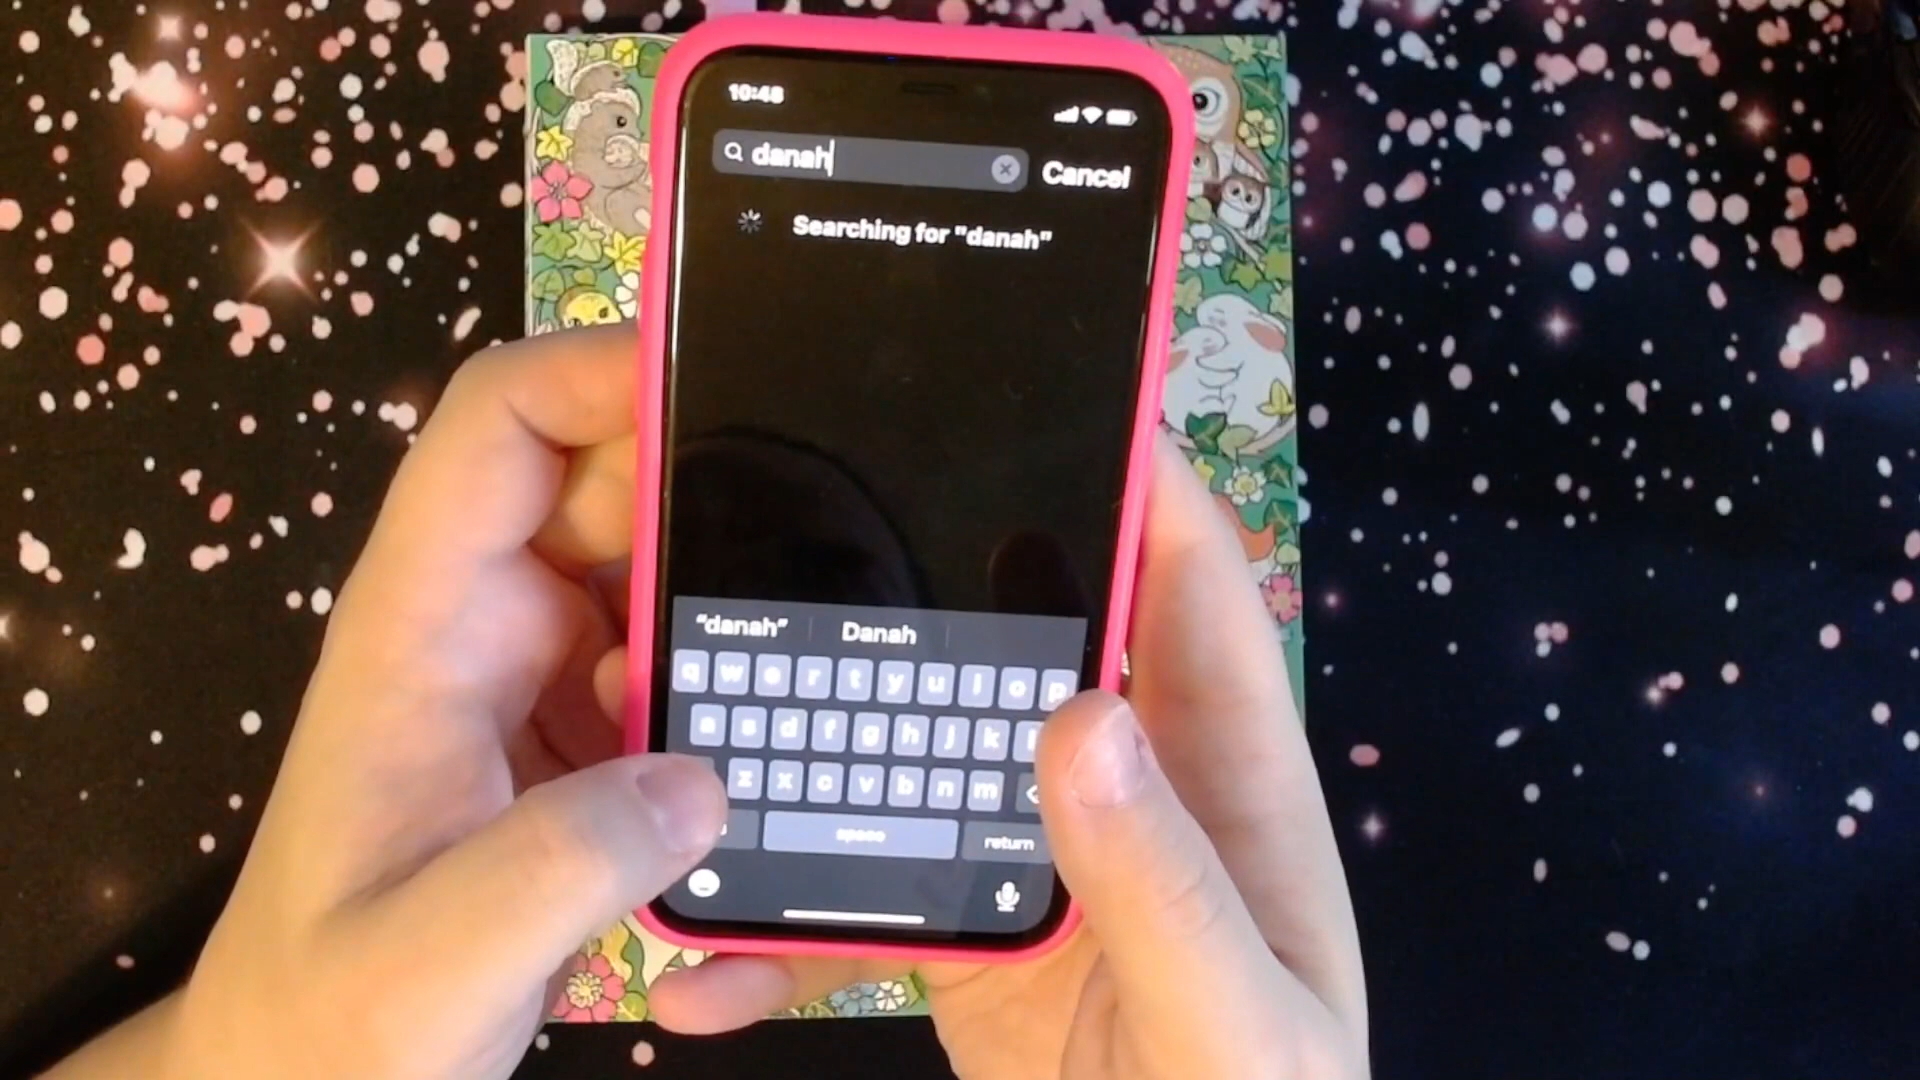 10:48
danah Cancel
Searching for "danah"
“danah” Danah
q w e r t y u i o p
a s d f g h j k l
z x c v b n m
space return